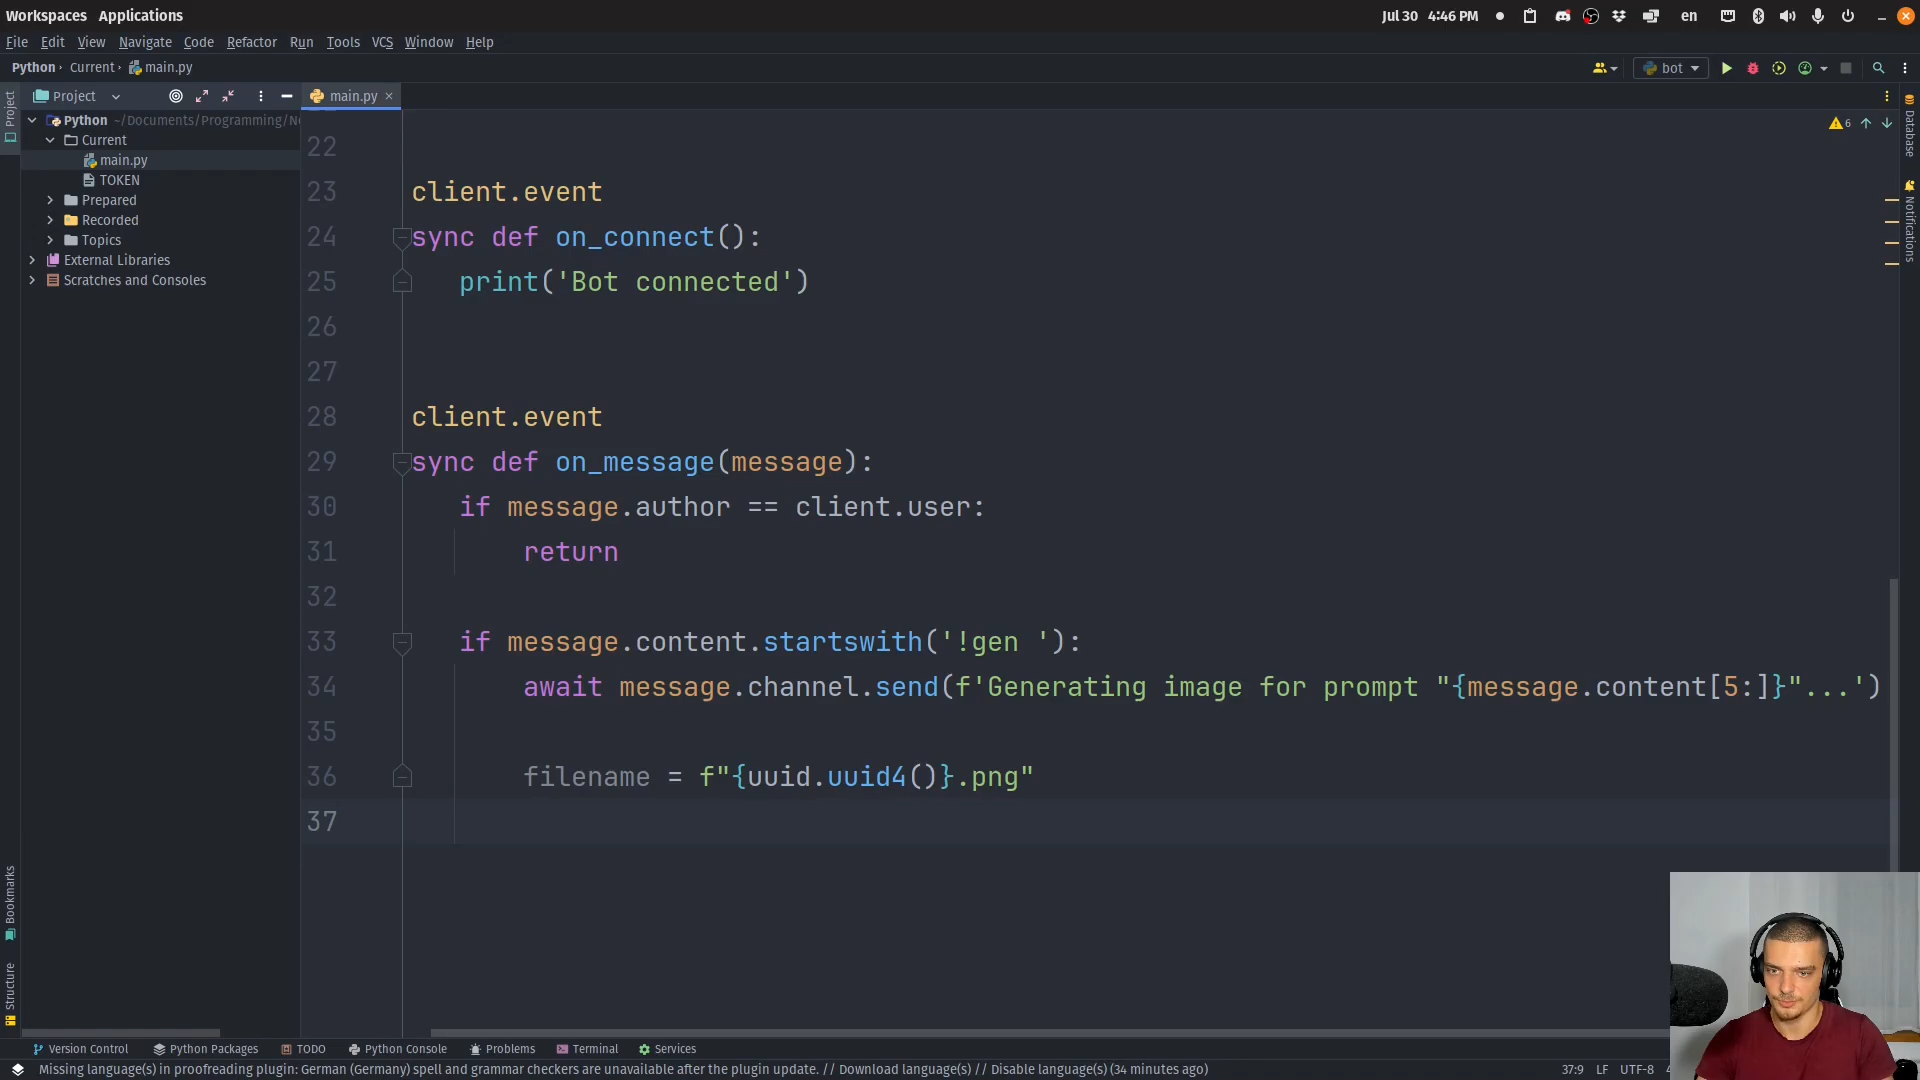 Workspaces Applications
Jul 30 4:46 PM en
File Edit View Navigate Code Refactor Run Tools VCS Window Help
Python Current main.py
bot
Project
main.py
Python ~/Documents/Programming/N
Current
main.py
TOKEN
Prepared
Recorded
Topics
External Libraries
Scratches and Consoles
Project
Bookmarks
Structure
6
Database
Notifications
22
23 client.event
24 sync def on_connect():
25 print('Bot connected')
26
27
28 client.event
29 sync def on_message(message):
30 if message.author == client.user:
31 return
32
33 if message.content.startswith('!gen '):
34 await message.channel.send(f'Generating image for prompt "{message.content[5:]}"...')
35
36 filename = f"{uuid.uuid4()}.png"
37
Version Control Python Packages TODO Python Console Problems Terminal Services
Missing language(s) in proofreading plugin: German (Germany) spell and grammar checkers are unavailable after the plugin update. // Download language(s) // Disable language(s) (34 minutes ago)
37:9 LF UTF-8